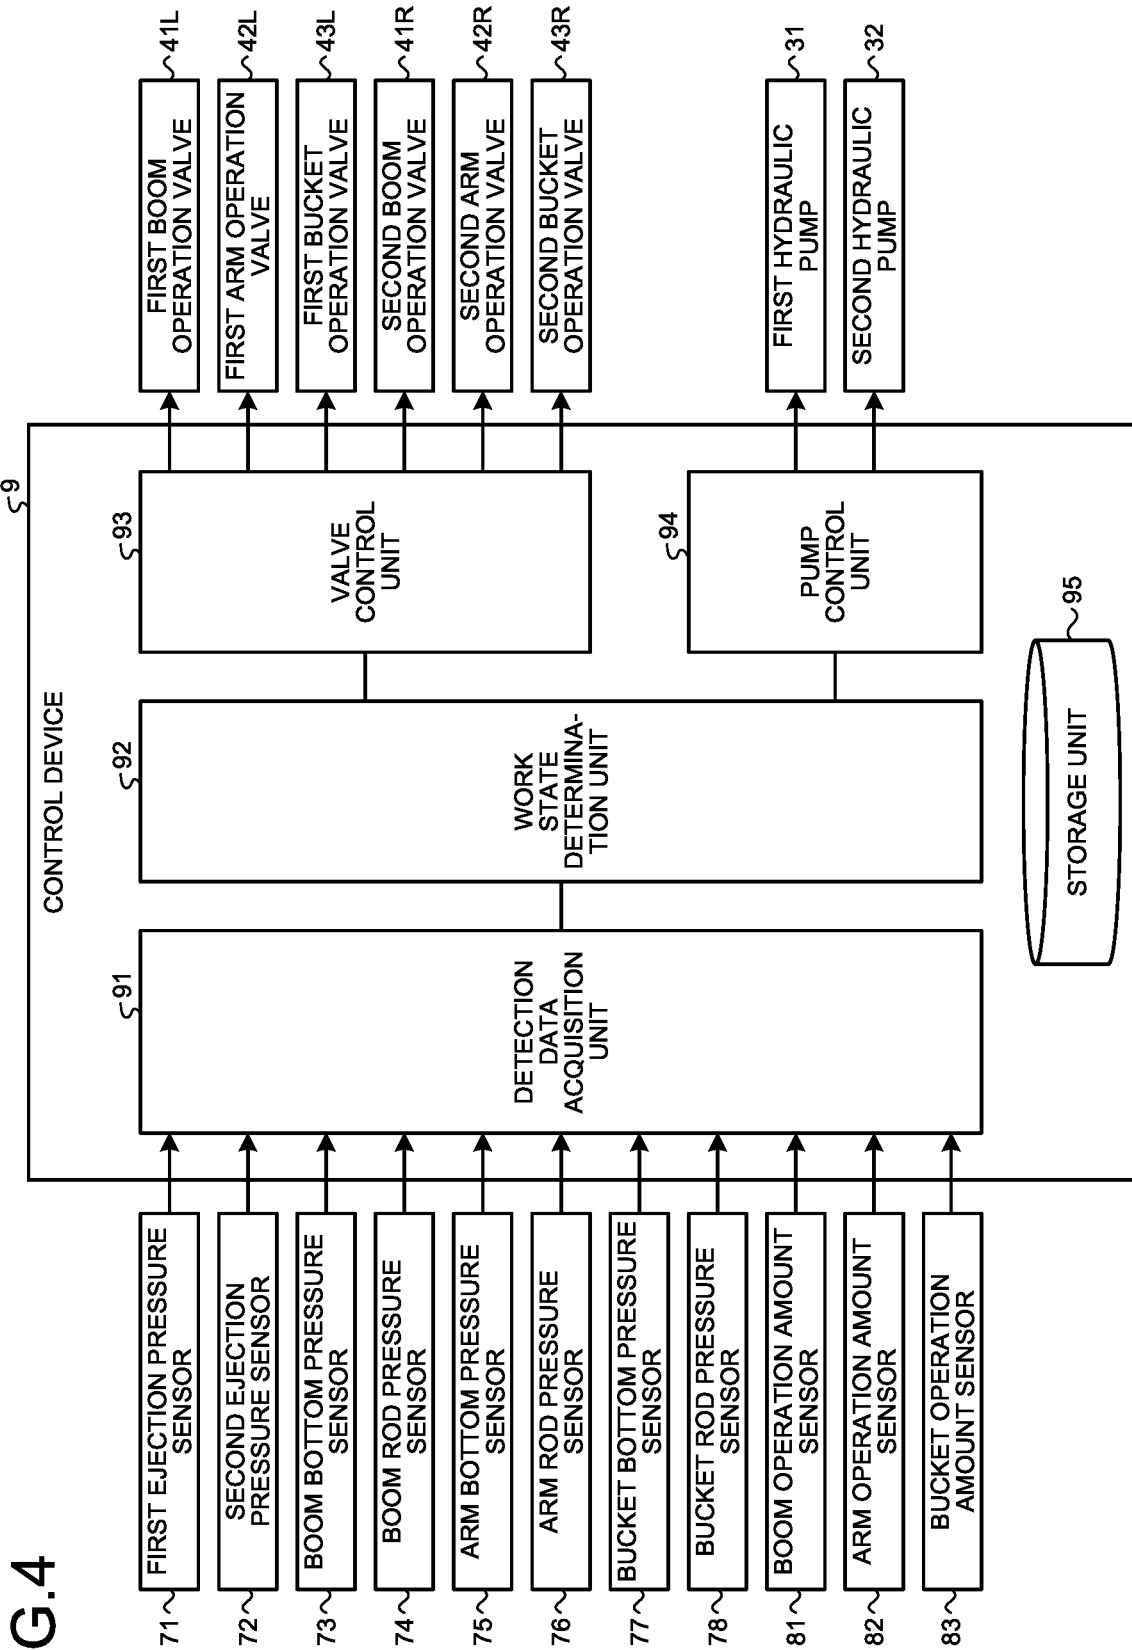 G.4
9
CONTROL DEVICE
71
FIRST EJECTION PRESSURE
SENSOR
72
SECOND EJECTION
PRESSURE SENSOR
73
BOOM BOTTOM PRESSURE
SENSOR
74
BOOM ROD PRESSURE
SENSOR
75
ARM BOTTOM PRESSURE
SENSOR
76
ARM ROD PRESSURE
SENSOR
77
BUCKET BOTTOM PRESSURE
SENSOR
78
BUCKET ROD PRESSURE
SENSOR
81
BOOM OPERATION AMOUNT
SENSOR
82
ARM OPERATION AMOUNT
SENSOR
83
BUCKET OPERATION
AMOUNT SENSOR
91
DETECTION
DATA
ACQUISITION
UNIT
92
WORK
STATE
DETERMINA-
TION UNIT
93
VALVE
CONTROL
UNIT
94
PUMP
CONTROL
UNIT
STORAGE UNIT
95
FIRST BOOM
OPERATION VALVE
41L
FIRST ARM OPERATION
VALVE
42L
FIRST BUCKET
OPERATION VALVE
43L
SECOND BOOM
OPERATION VALVE
41R
SECOND ARM
OPERATION VALVE
42R
SECOND BUCKET
OPERATION VALVE
43R
FIRST HYDRAULIC
PUMP
31
SECOND HYDRAULIC
PUMP
32